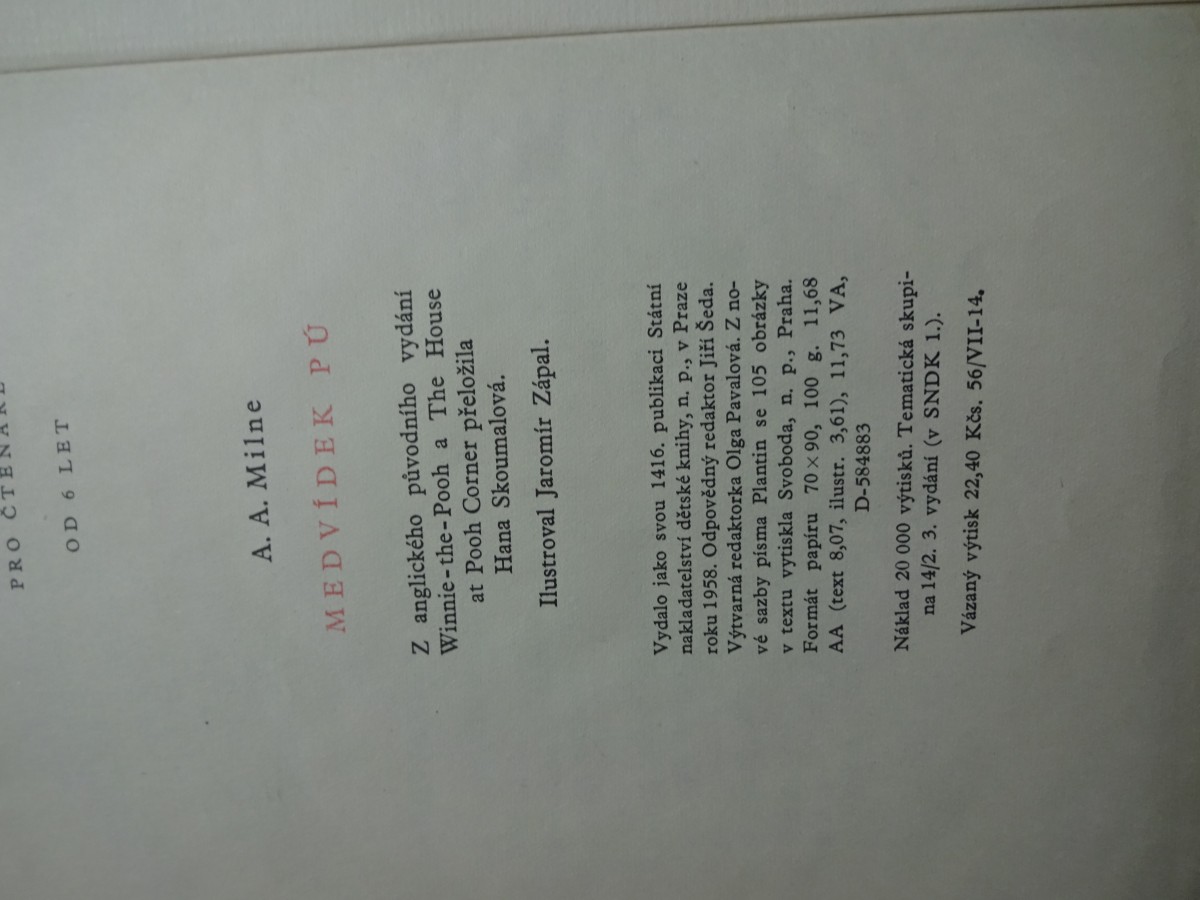 PRO ČTENÁŘE
OD 6 LET
A. A. Milne
MEDVÍDEK PÚ
Z anglického původního vydání
Winnie-the-Pooh a The House
at Pooh Corner přeložila
Hana Skoumalová.
Ilustroval Jaromír Zápal.
Vydalo jako svou 1416. publikaci Státní
nakladatelství dětské knihy, n. p., v Praze
roku 1958. Odpovědný redaktor Jiří Šeda.
Výtvarná redaktorka Olga Pavalová. Z no-
vé sazby písma Plantin se 105 obrázky
v textu vytiskla Svoboda, n. p., Praha.
Formát papíru 70×90, 100 g. 11,68
AA (text 8,07, ilustr. 3,61), 11,73 VA,
D-584883
Náklad 20 000 výtisků. Tematická skupi-
na 14/2. 3. vydání (v SNDK 1.).
Vázaný výtisk 22,40 Kčs. 56/VII-14.